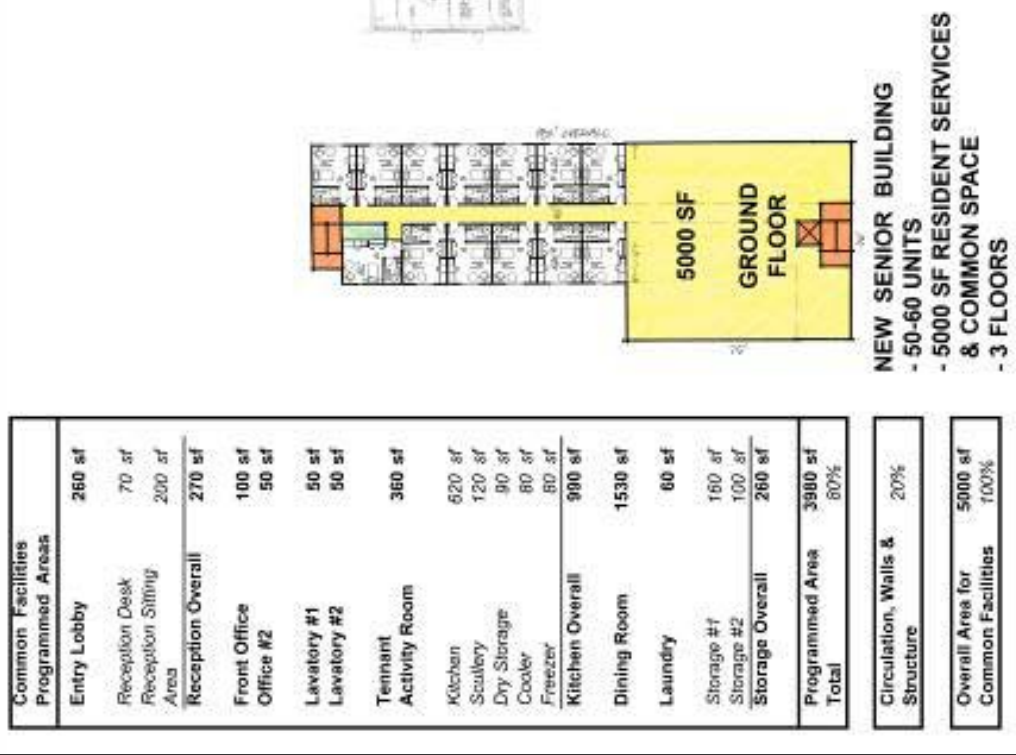 Common Facilities
Programmed Areas
Entry Lobby 260 sf
Reception Desk 70 sf
Reception Sitting 200 sf
Area
Reception Overall 270 sf
Front Office 100 sf
Office #2 50 sf
Lavatory #1 50 sf
Lavatory #2 50 sf
Tennant
Activity Room 360 sf
Kitchen 620 sf
Scullery 120 sf
Dry Storage 90 sf
Cooler 80 sf
Freezer 80 sf
Kitchen Overall 990 sf
Dining Room 1530 sf
Laundry 60 sf
Storage #1 160 sf
Storage #2 100 sf
Storage Overall 260 sf
Programmed Area 3980 sf
Total 80%
Circulation, Walls & 20%
Structure
Overall Area for 5000 sf
Common Facilities 100%
5000 SF
GROUND
FLOOR
NEW SENIOR BUILDING
- 50-60 UNITS
- 5000 SF RESIDENT SERVICES
& COMMON SPACE
- 3 FLOORS